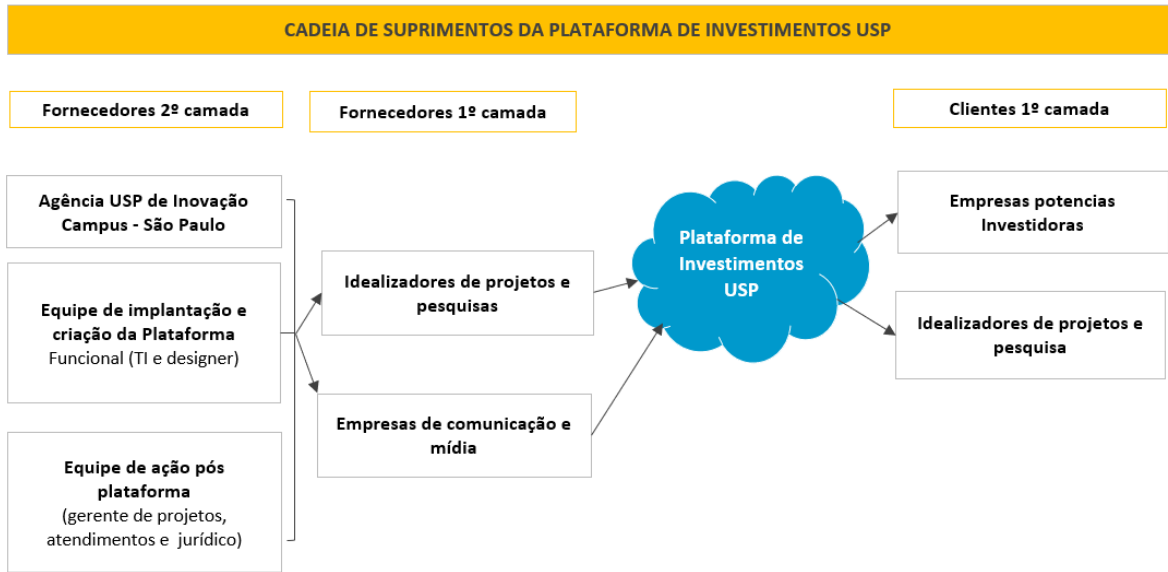 CADEIA DE SUPRIMENTOS DA PLATAFORMA DE INVESTIMENTOS USP
Fornecedores 2º camada
Fornecedores 1º camada
Clientes 1º camada
Agência USP de Inovação
Campus - São Paulo
Equipe de implantação e
criação da Plataforma
Funcional (TI e designer)
Equipe de ação pós
plataforma
(gerente de projetos,
atendimentos e jurídico)
Idealizadores de projetos e
pesquisas
Empresas de comunicação e
mídia
Plataforma de
Investimentos
USP
Empresas potencias
Investidoras
Idealizadores de projetos e
pesquisa